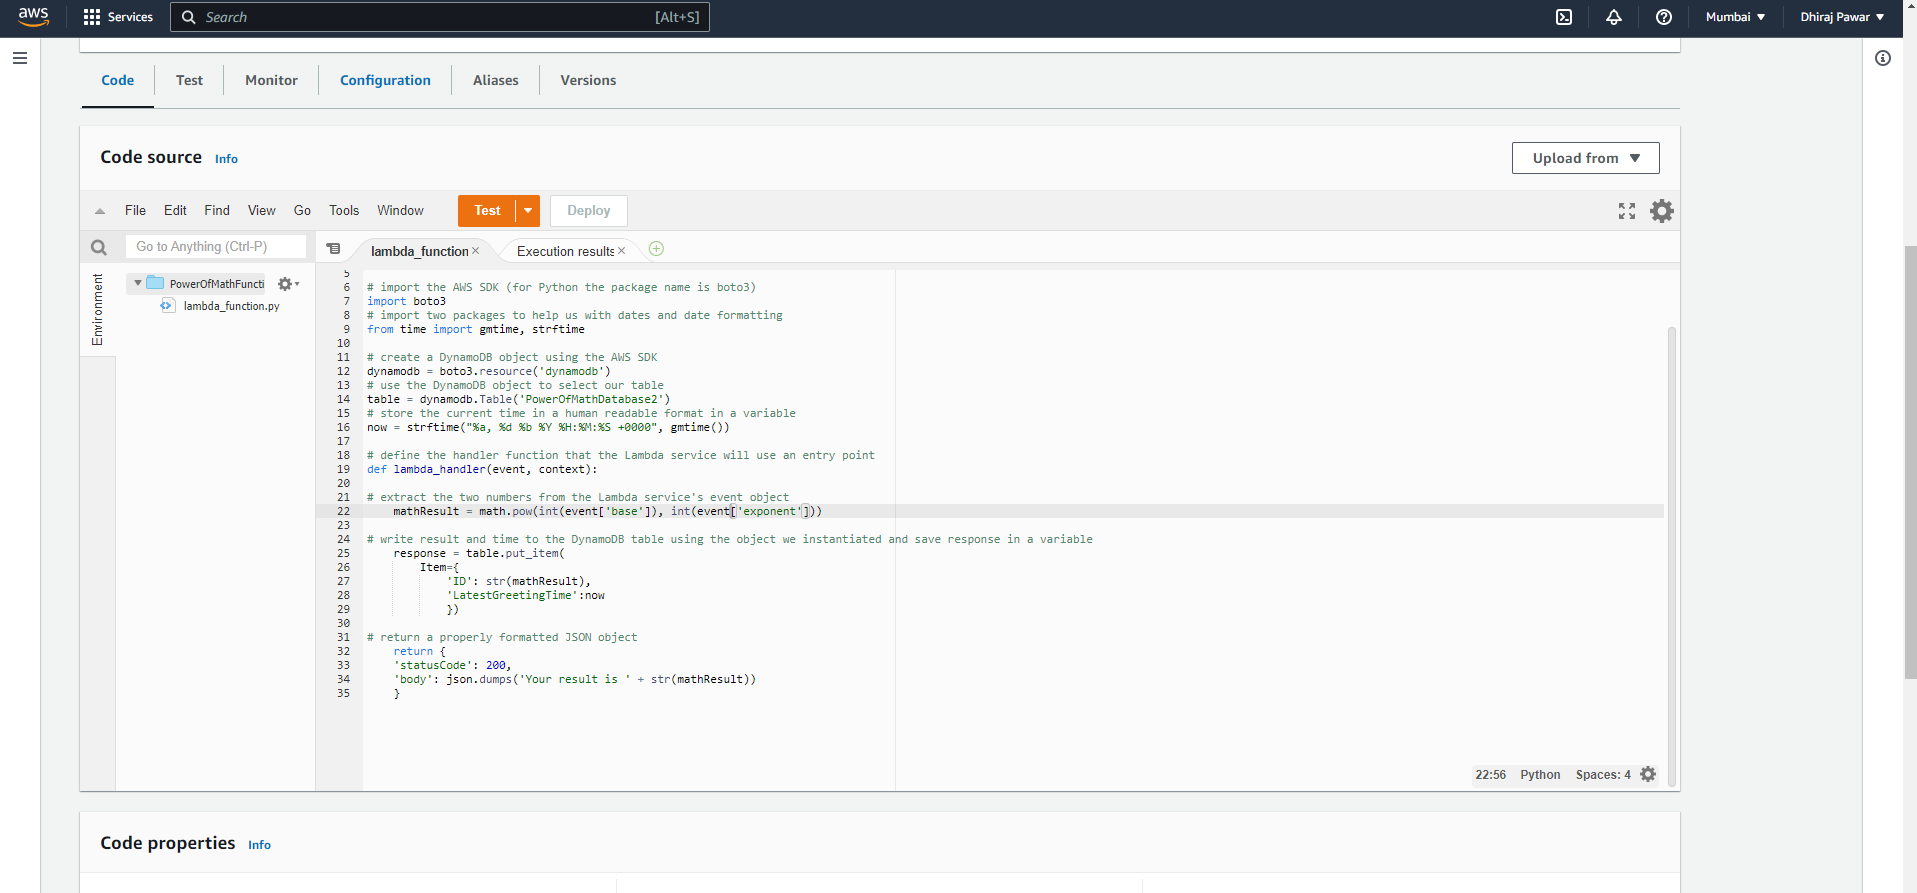 aws Services Search [Alt+S] Mumbai Dhiraj Pawar
Code Test Monitor Configuration Aliases Versions
Code source Info
Upload from
File Edit Find View Go Tools Window Test Deploy
Go to Anything (Ctrl-P)
lambda_function Execution results
Environment
PowerOfMathFuncti
lambda_function.py
5
6 # import the AWS SDK (for Python the package name is boto3)
7 import boto3
8 # import two packages to help us with dates and date formatting
9 from time import gmtime, strftime
10
11 # create a DynamoDB object using the AWS SDK
12 dynamodb = boto3.resource('dynamodb')
13 # use the DynamoDB object to select our table
14 table = dynamodb.Table('PowerOfMathDatabase2')
15 # store the current time in a human readable format in a variable
16 now = strftime("%a, %d %b %Y %H:%M:%S +0000", gmtime())
17
18 # define the handler function that the Lambda service will use an entry point
19 def lambda_handler(event, context):
20
21 # extract the two numbers from the Lambda service's event object
22     mathResult = math.pow(int(event['base']), int(event['exponent']))
23
24 # write result and time to the DynamoDB table using the object we instantiated and save response in a variable
25     response = table.put_item(
26         Item={
27             'ID': str(mathResult),
28             'LatestGreetingTime':now
29             })
30
31 # return a properly formatted JSON object
32     return {
33     'statusCode': 200,
34     'body': json.dumps('Your result is ' + str(mathResult))
35     }
22:56 Python Spaces: 4
Code properties Info